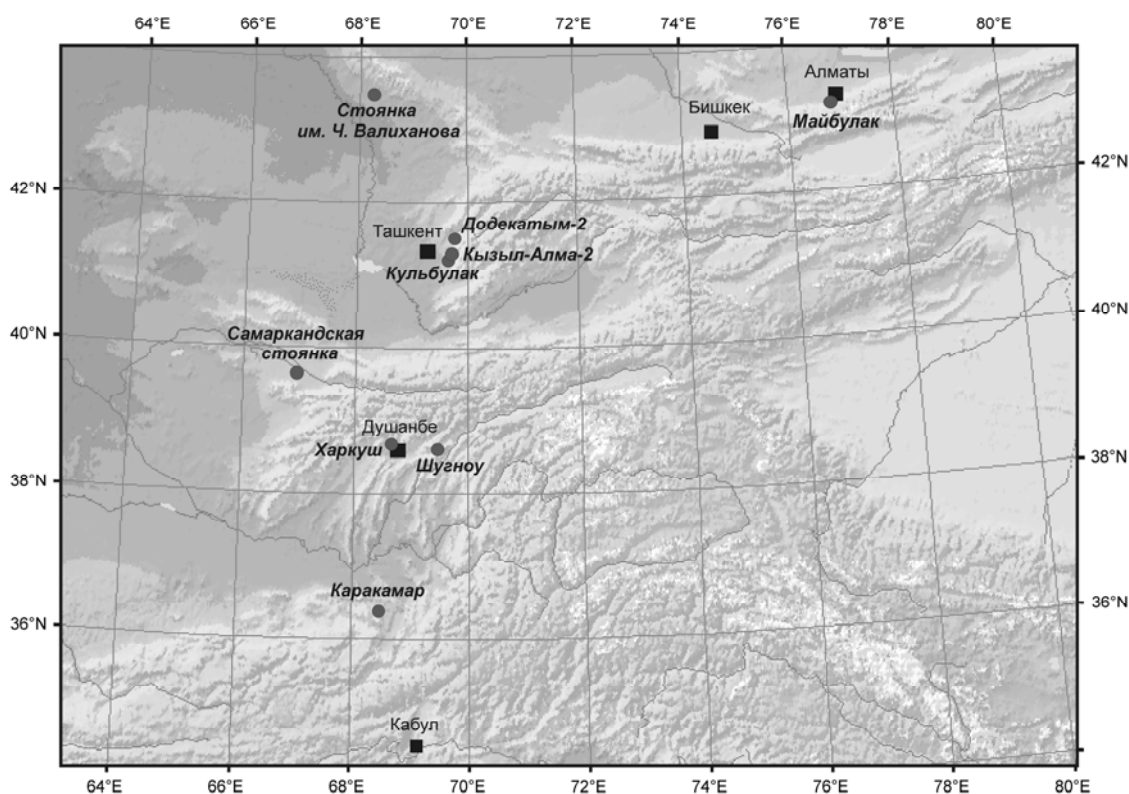 64°E 66°E 68°E 70°E 72°E 74°E 76°E 78°E 80°E
Алматы
Бишкек
Стоянка
им. Ч. Валиханова
Майбулак
42°N
42°N
Додекатым-2
Ташкент
Кызыл-Алма-2
Кульбулак
40°N
40°N
Самаркандская
стоянка
Душанбе
Харкуш
Шугноу
38°N
38°N
Каракамар
36°N
36°N
Кабул
64°E 66°E 68°E 70°E 72°E 74°E 76°E 78°E 80°E